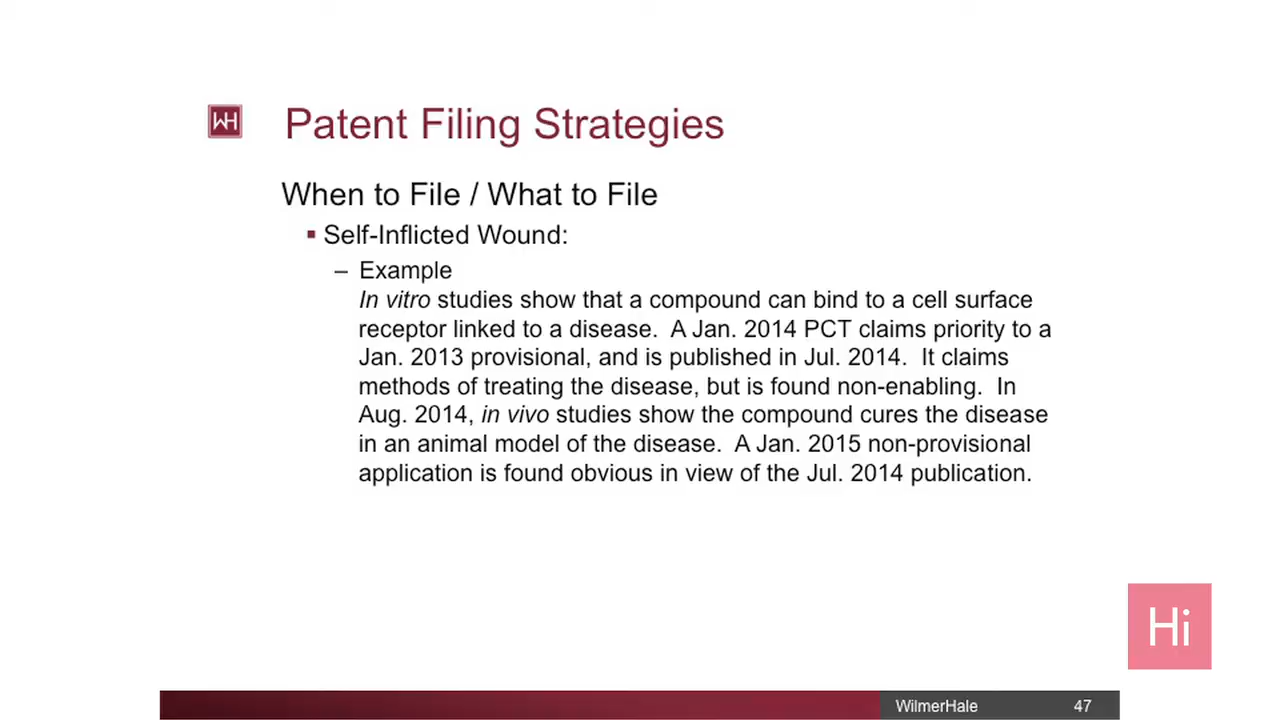 WH
Patent Filing Strategies
When to File / What to File
▪ Self-Inflicted Wound:
– Example
In vitro studies show that a compound can bind to a cell surface
receptor linked to a disease.  A Jan. 2014 PCT claims priority to a
Jan. 2013 provisional, and is published in Jul. 2014.  It claims
methods of treating the disease, but is found non-enabling.  In
Aug. 2014, in vivo studies show the compound cures the disease
in an animal model of the disease.  A Jan. 2015 non-provisional
application is found obvious in view of the Jul. 2014 publication.
Hi
WilmerHale 47